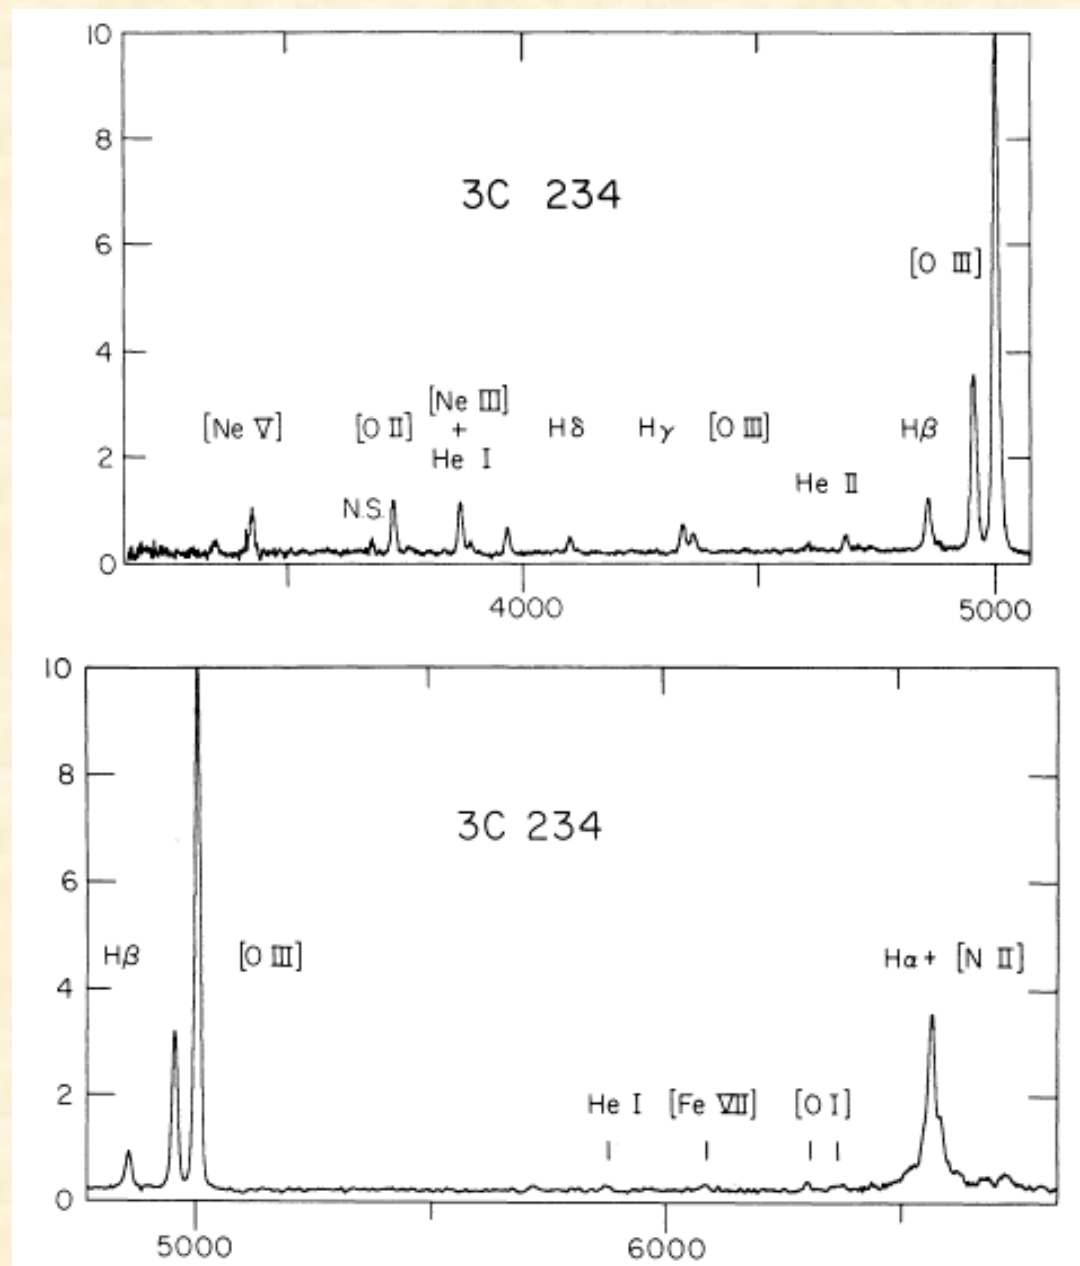 10
8
3C 234
6
[O III]
4
[Ne III]
[Ne V] [O II] + Hδ Hγ [O III] Hβ
2
He I
He II
N.S.
0
4000 5000
10
8
3C 234
6
Hβ [O III] Hα + [N II]
4
2
He I [Fe VII] [O I]
0
5000 6000